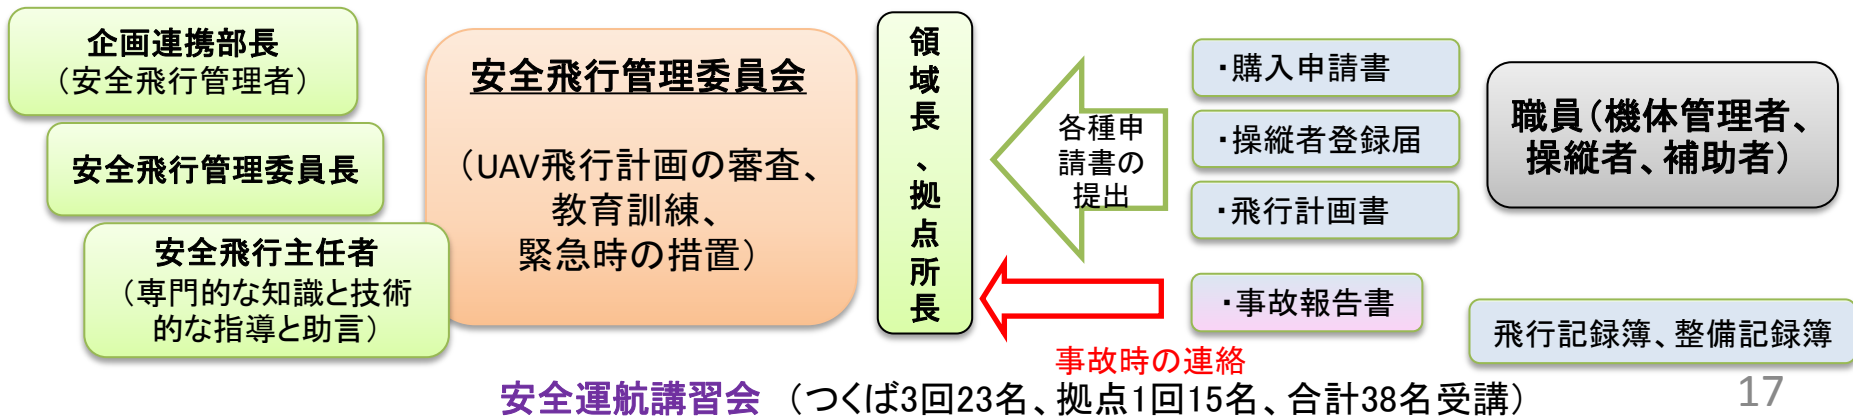 企画連携部長
（安全飛行管理者）
安全飛行管理委員長
安全飛行主任者
（専門的な知識と技術
的な指導と助言）
安全飛行管理委員会
（UAV飛行計画の審査、
教育訓練、
緊急時の措置）
領域長、拠点所長
各種申
請書の
提出
・購入申請書
・操縦者登録届
・飛行計画書
・事故報告書
職員（機体管理者、
操縦者、補助者）
飛行記録簿、整備記録簿
事故時の連絡
安全運航講習会 （つくば3回23名、拠点1回15名、合計38名受講）
17